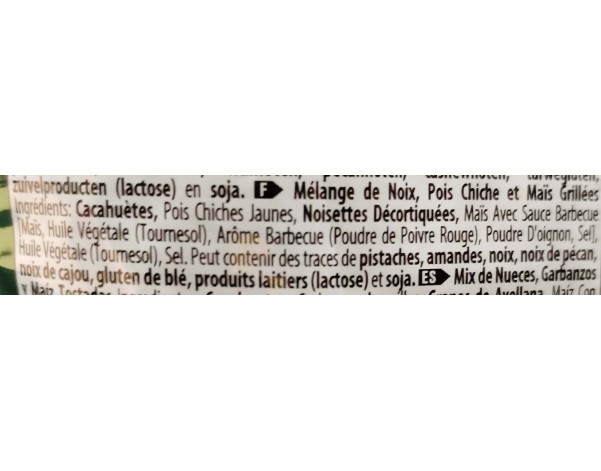 zuivelproducten (lactose) en soja. F Mélange de Noix, Pois Chiche et Maïs Grillées
Ingrédients: Cacahuètes, Pois Chiches Jaunes, Noisettes Décortiquées, Maïs Avec Sauce Barbecue
[Maïs, Huile Végétale (Tournesol), Arôme Barbecue (Poudre de Poivre Rouge), Poudre D'oignon, Sel],
Huile Végétale (Tournesol), Sel. Peut contenir des traces de pistaches, amandes, noix, noix de pécan,
noix de cajou, gluten de blé, produits laitiers (lactose) et soja. ES Mix de Nueces, Garbanzos
y Maíz Tostadas